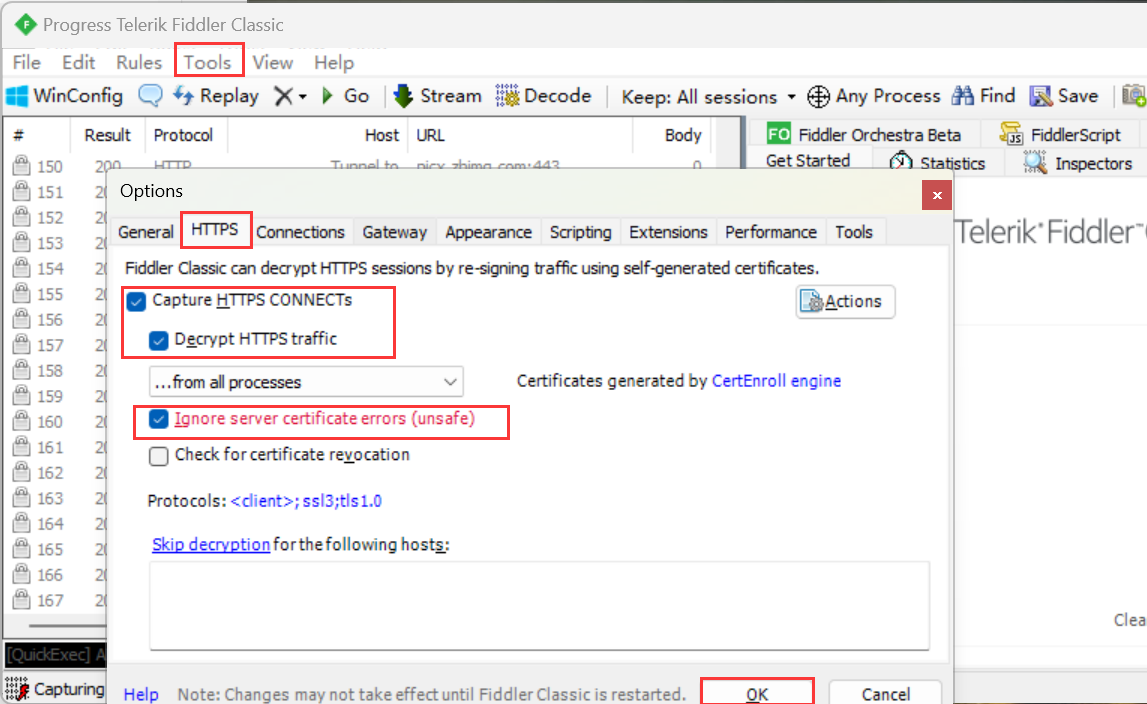 Progress Telerik Fiddler Classic
File Edit Rules Tools View Help
WinConfig Replay Go Stream Decode Keep: All sessions Any Process Find Save
# Result Protocol Host URL Body
FO Fiddler Orchestra Beta JS FiddlerScript
Get Started Statistics Inspectors
150 200 HTTP Tunnel to picx.zhimg.com:443 0
151 20
152 20
153 20
154 20
155 20
156 20
157 20
158 20
159 20
160 20
161 20
162 20
163 20
164 20
165 20
166 20
167 20
Options
General HTTPS Connections Gateway Appearance Scripting Extensions Performance Tools
Telerik Fiddler
Fiddler Classic can decrypt HTTPS sessions by re-signing traffic using self-generated certificates.
Capture HTTPS CONNECTs
Actions
Decrypt HTTPS traffic
...from all processes
Certificates generated by CertEnroll engine
Ignore server certificate errors (unsafe)
Check for certificate revocation
Protocols: <client>;ssl3;tls1.0
Skip decryption for the following hosts:
Clea
[QuickExec] A
Capturing
Help Note: Changes may not take effect until Fiddler Classic is restarted. OK Cancel